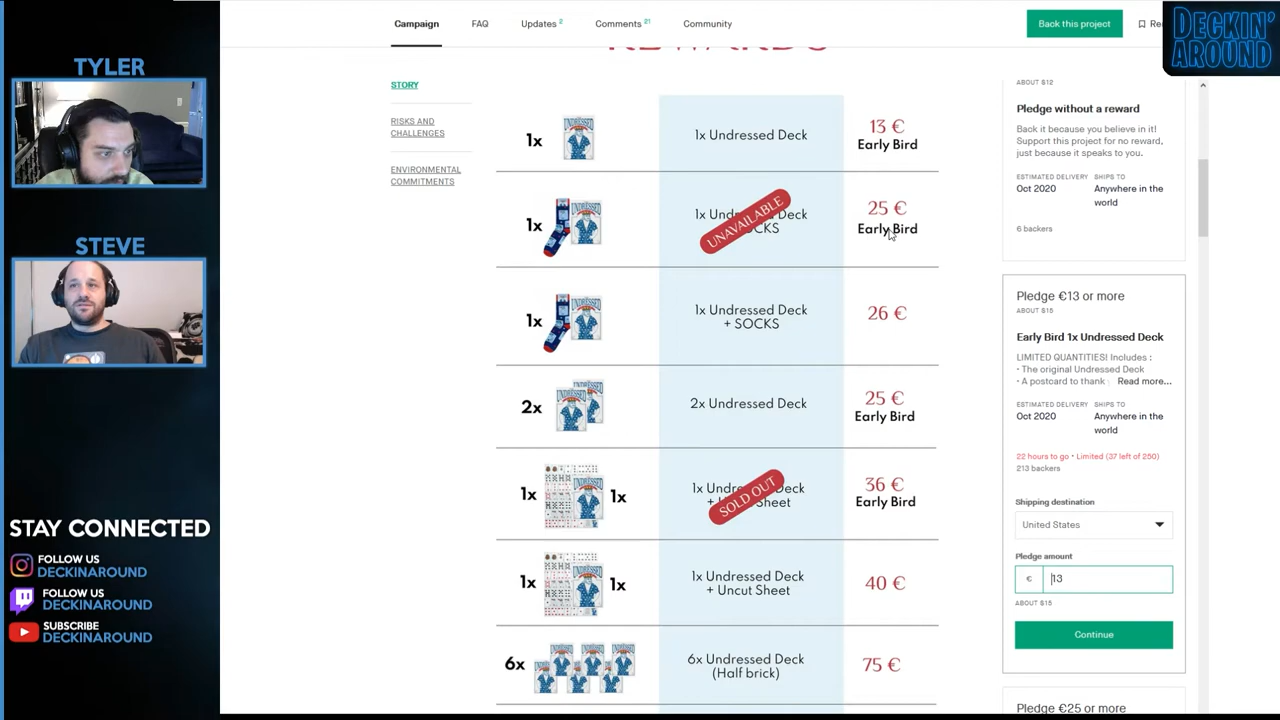 TYLER
STEVE
STAY CONNECTED
FOLLOW US
DECKINAROUND
FOLLOW US
DECKINAROUND
SUBSCRIBE
DECKINAROUND
Campaign
FAQ
Updates 2
Comments 21
Community
Back this project
DECKIN'
AROUND
REWARDS
STORY
RISKS AND
CHALLENGES
ENVIRONMENTAL
COMMITMENTS
1x
UNDRESSED
1x Undressed Deck
13 €
Early Bird
1x
UNDRESSED
UNAVAILABLE
25 €
Early Bird
1x
UNDRESSED
1x Undressed Deck
+ SOCKS
26 €
2x
UNDRESSED
2x Undressed Deck
25 €
Early Bird
1x
UNDRESSED
1x
SOLD OUT
36 €
Early Bird
1x
UNDRESSED
1x
1x Undressed Deck
+ Uncut Sheet
40 €
6x
6x Undressed Deck
(Half brick)
75 €
ABOUT $12
Pledge without a reward
Back it because you believe in it!
Support this project for no reward,
just because it speaks to you.
ESTIMATED DELIVERY
Oct 2020
SHIPS TO
Anywhere in the
world
6 backers
Pledge €13 or more
ABOUT $15
Early Bird 1x Undressed Deck
LIMITED QUANTITIES! Includes :
• The original Undressed Deck
• A postcard to thank Read more...
ESTIMATED DELIVERY
Oct 2020
SHIPS TO
Anywhere in the
world
22 hours to go • Limited (37 left of 250)
213 backers
Shipping destination
United States
Pledge amount
€ 13
ABOUT $15
Continue
Pledge €25 or more